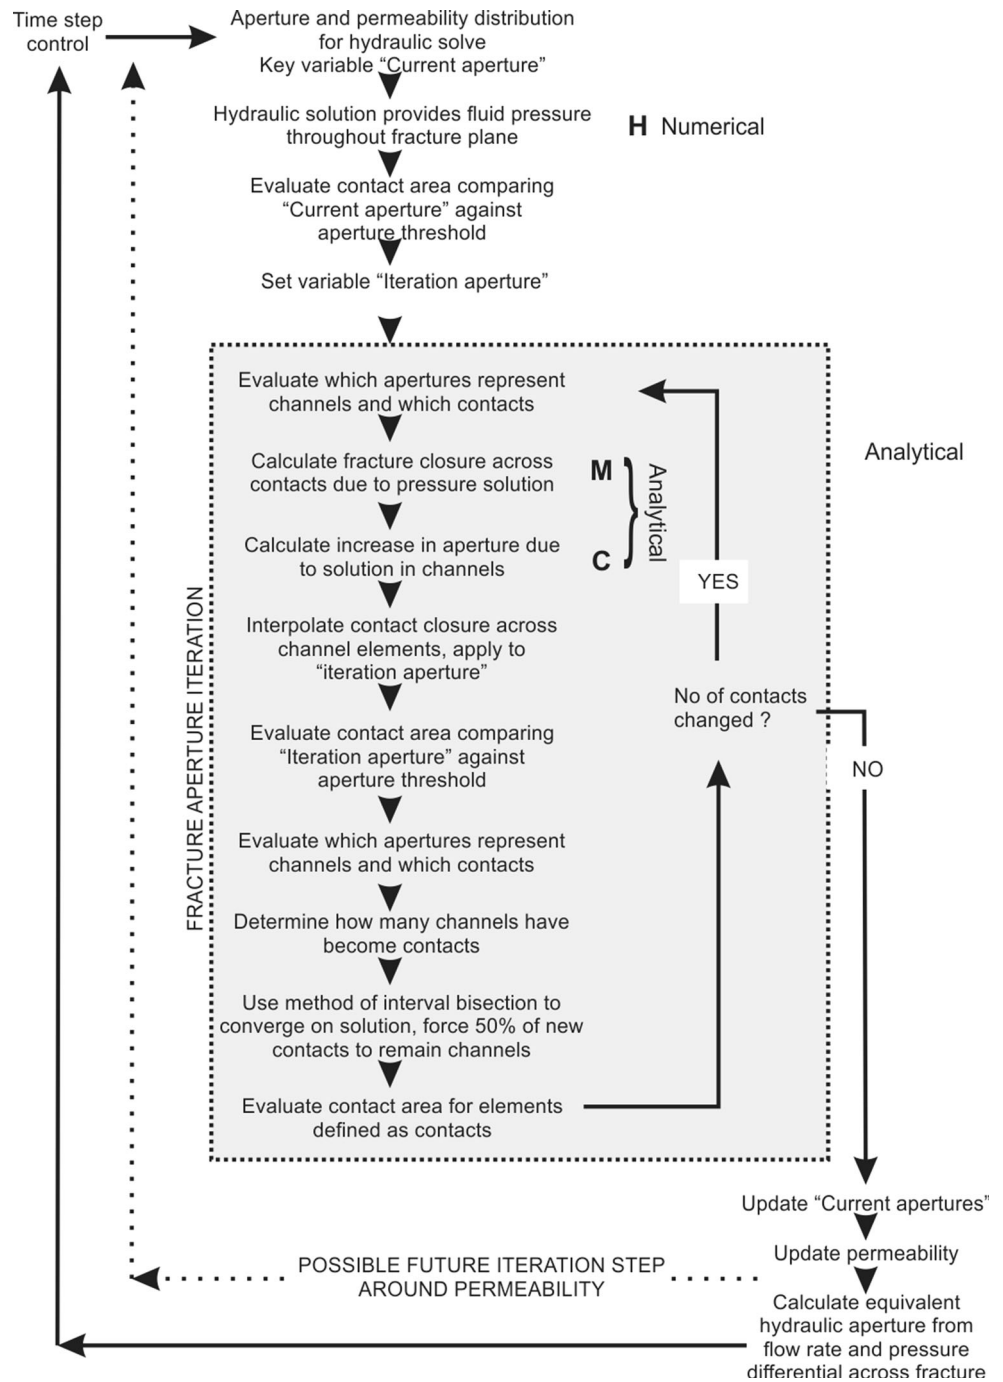 Time step
control
Aperture and permeability distribution
for hydraulic solve
Key variable “Current aperture”
Hydraulic solution provides fluid pressure
throughout fracture plane
H Numerical
Evaluate contact area comparing
“Current aperture” against
aperture threshold
Set variable “Iteration aperture”
FRACTURE APERTURE ITERATION
Evaluate which apertures represent
channels and which contacts
Calculate fracture closure across
contacts due to pressure solution
M
Calculate increase in aperture due
to solution in channels
C
Analytical
Analytical
Interpolate contact closure across
channel elements, apply to
“iteration aperture”
Evaluate contact area comparing
“Iteration aperture” against
aperture threshold
Evaluate which apertures represent
channels and which contacts
Determine how many channels have
become contacts
Use method of interval bisection to
converge on solution, force 50% of new
contacts to remain channels
Evaluate contact area for elements
defined as contacts
No of contacts
changed ?
YES
NO
Update “Current apertures”
Update permeability
POSSIBLE FUTURE ITERATION STEP
AROUND PERMEABILITY
Calculate equivalent
hydraulic aperture from
flow rate and pressure
differential across fracture